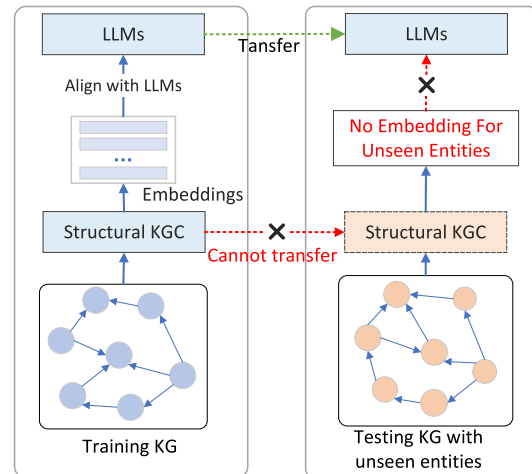 LLMs
Tansfer
LLMs
Align with LLMs
No Embedding For
Unseen Entities
...
Embeddings
Structural KGC
Cannot transfer
Structural KGC
Training KG
Testing KG with
unseen entities